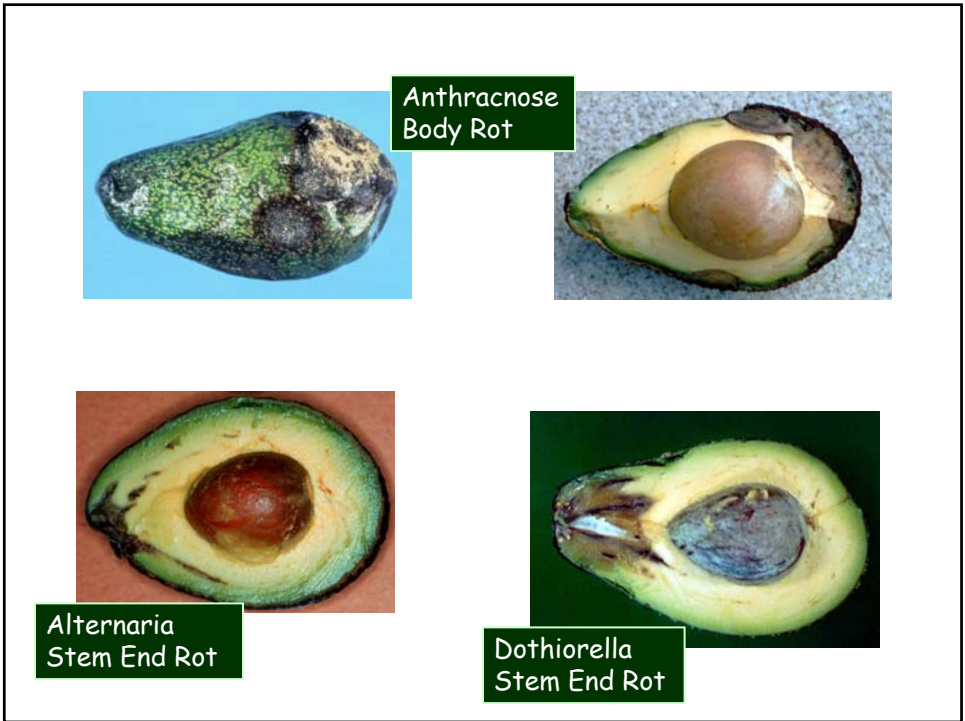 Anthracnose
Body Rot
Alternaria
Stem End Rot
Dothiorella
Stem End Rot